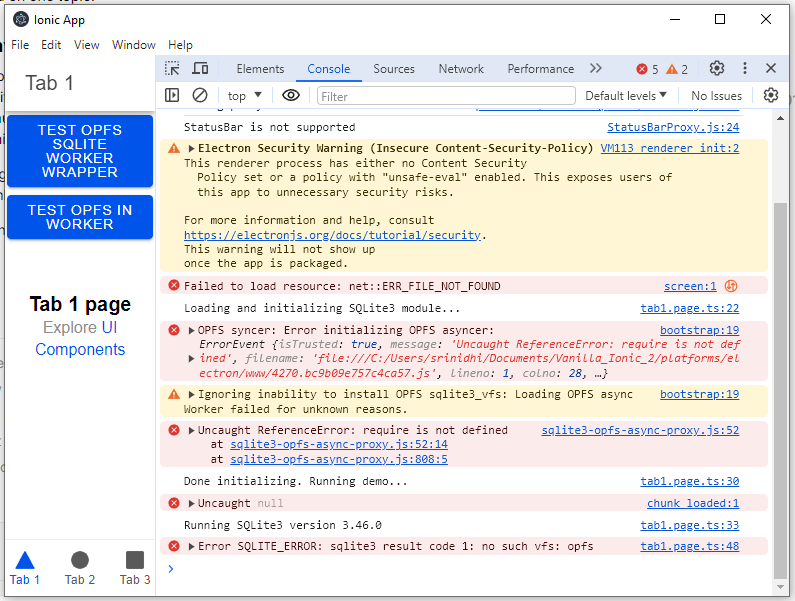 Ionic App
File Edit View Window Help
Tab 1
Elements Console Sources Network Performance 5 2
top Filter Default levels No Issues
StatusBar is not supported StatusBarProxy.js:24
TEST OPFS
SQLITE
WORKER
WRAPPER
TEST OPFS IN
WORKER
Electron Security Warning (Insecure Content-Security-Policy) VM113 renderer_init:2
This renderer process has either no Content Security
Policy set or a policy with "unsafe-eval" enabled. This exposes users of
this app to unnecessary security risks.
For more information and help, consult
https://electronjs.org/docs/tutorial/security.
This warning will not show up
once the app is packaged.
Failed to load resource: net::ERR_FILE_NOT_FOUND screen:1
Loading and initializing SQLite3 module... tab1.page.ts:22
OPFS syncer: Error initializing OPFS asyncer: bootstrap:19
ErrorEvent {isTrusted: true, message: 'Uncaught ReferenceError: require is not def
ined', filename: 'file:///C:/Users/srinidhi/Documents/Vanilla_Ionic_2/platforms/el
ectron/www/4270.bc9b09e757c4ca57.js', lineno: 1, colno: 28, …}
Tab 1 page
Explore UI
Components
Ignoring inability to install OPFS sqlite3_vfs: Loading OPFS async bootstrap:19
Worker failed for unknown reasons.
Uncaught ReferenceError: require is not defined sqlite3-opfs-async-proxy.js:52
at sqlite3-opfs-async-proxy.js:52:14
at sqlite3-opfs-async-proxy.js:808:5
Done initializing. Running demo... tab1.page.ts:30
Uncaught null chunk loaded:1
Running SQLite3 version 3.46.0 tab1.page.ts:33
Error SQLITE_ERROR: sqlite3 result code 1: no such vfs: opfs tab1.page.ts:48
Tab 1 Tab 2 Tab 3